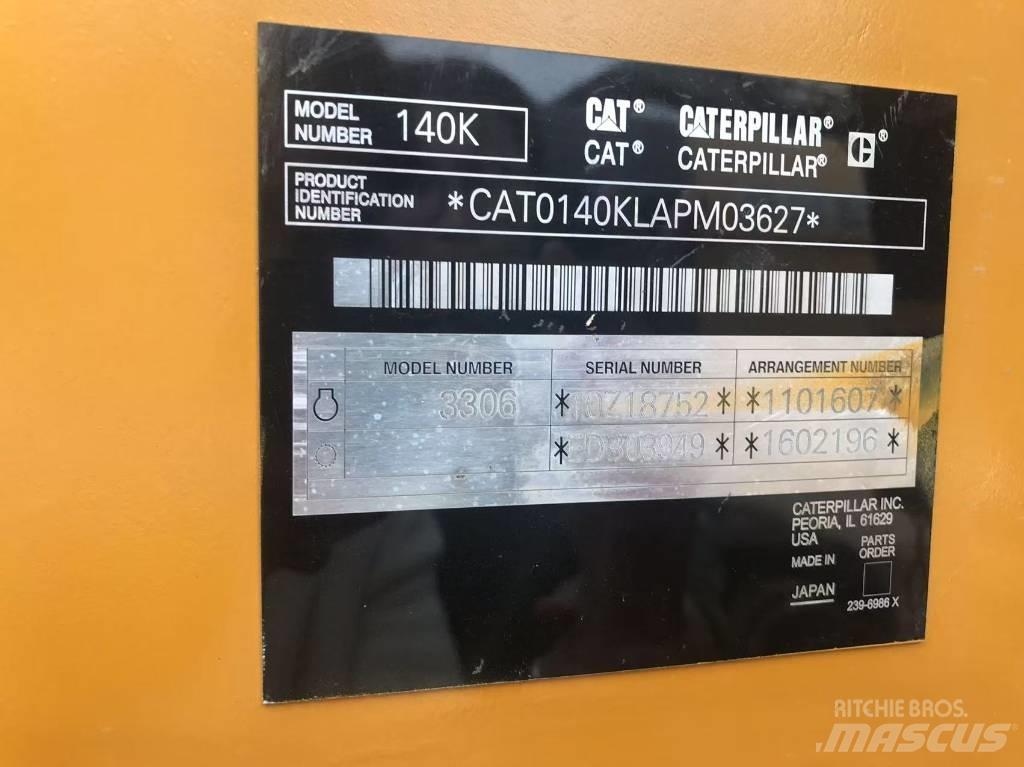 MODEL NUMBER 140K
CAT® CATERPILLAR® ®
CAT® CATERPILLAR®
PRODUCT IDENTIFICATION NUMBER *CAT0140KLAPM03627*
MODEL NUMBER SERIAL NUMBER ARRANGEMENT NUMBER
3306 *1101607*
*1602196*
CATERPILLAR INC.
PEORIA, IL 61629
USA
MADE IN JAPAN
PARTS ORDER
239-6986 X
RITCHIE BROS.
MASCUS